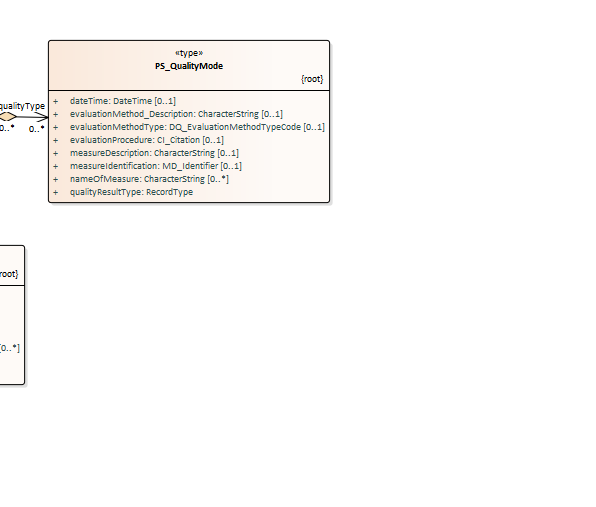 «type»
PS_QualityMode
{root}
qualityType
0..*
0..*
+ dateTime: DateTime [0..1]
+ evaluationMethod_Description: CharacterString [0..1]
+ evaluationMethodType: DQ_EvaluationMethodTypeCode [0..1]
+ evaluationProcedure: CI_Citation [0..1]
+ measureDescription: CharacterString [0..1]
+ measureIdentification: MD_Identifier [0..1]
+ nameOfMeasure: CharacterString [0..*]
+ qualityResultType: RecordType
root}
[0..*]